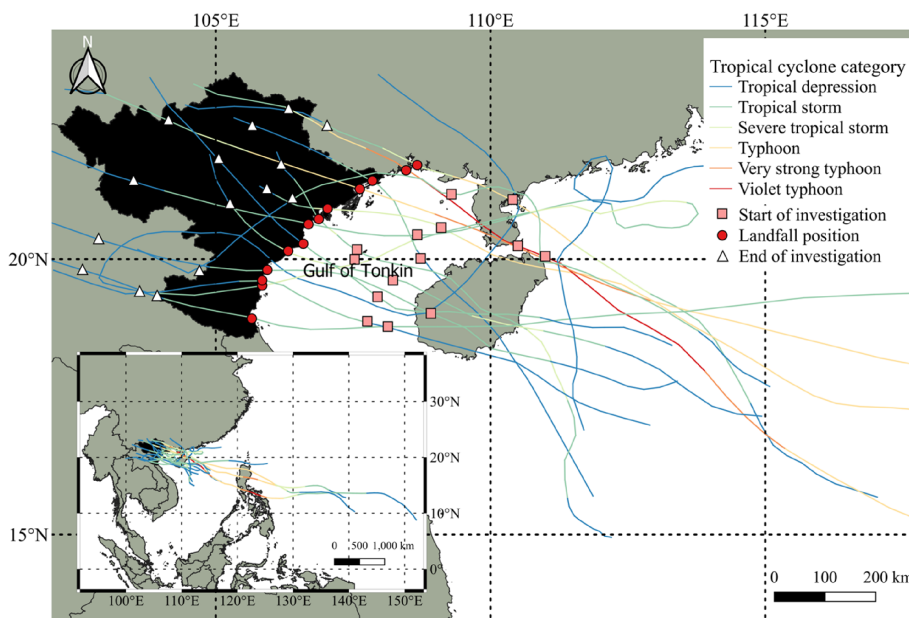 105°E 110°E 115°E
N
Tropical cyclone category
Tropical depression
Tropical storm
Severe tropical storm
Typhoon
Very strong typhoon
Violet typhoon
Start of investigation
Landfall position
End of investigation
20°N
Gulf of Tonkin
30°N
20°N
10°N
0 500 1,000 km
0°
100°E 110°E 120°E 130°E 140°E 150°E
15°N
0 100 200 km